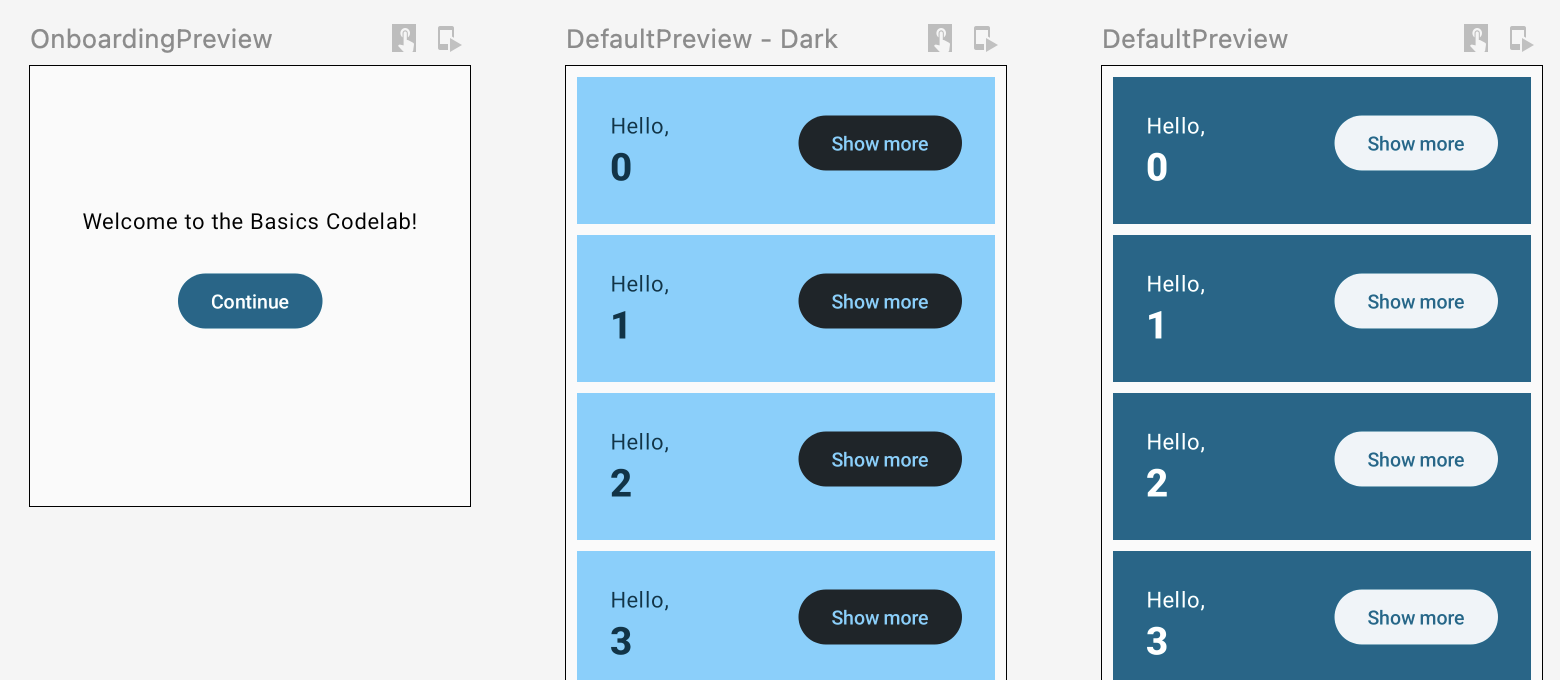 OnboardingPreview
Welcome to the Basics Codelab!
Continue
DefaultPreview - Dark
Hello,
0
Show more
Hello,
1
Show more
Hello,
2
Show more
Hello,
3
Show more
DefaultPreview
Hello,
0
Show more
Hello,
1
Show more
Hello,
2
Show more
Hello,
3
Show more